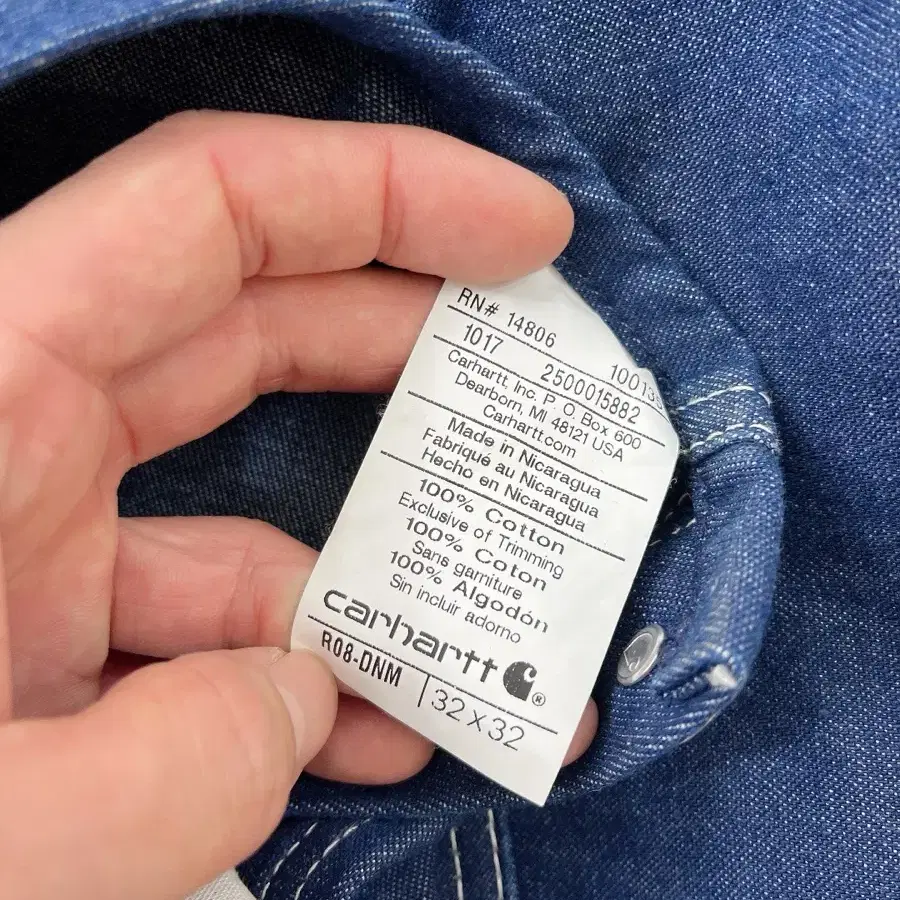 RN# 14806
1017 2500015882
Carhartt, Inc. P. O. Box 600
Dearborn, MI 48121 USA
Carhartt.com
Made in Nicaragua
Fabriqué au Nicaragua
Hecho en Nicaragua
100% Cotton
Exclusive of Trimming
100% Coton
Sans garniture
100% Algodón
Sin incluir adorno
carhartt ®
R08-DNM 32 x 32